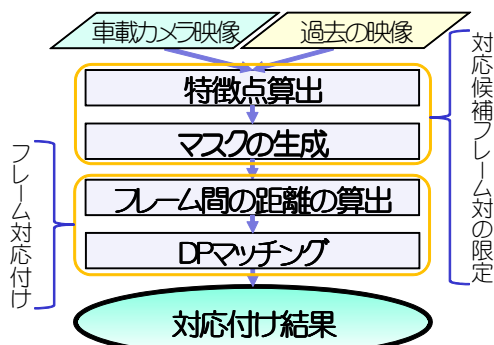 車載カメラ映像
過去の映像
特徴点算出
マスクの生成
フレーム間の距離の算出
DPマッチング
対応付け結果
対応候補フレーム対の限定
フレーム対応付け